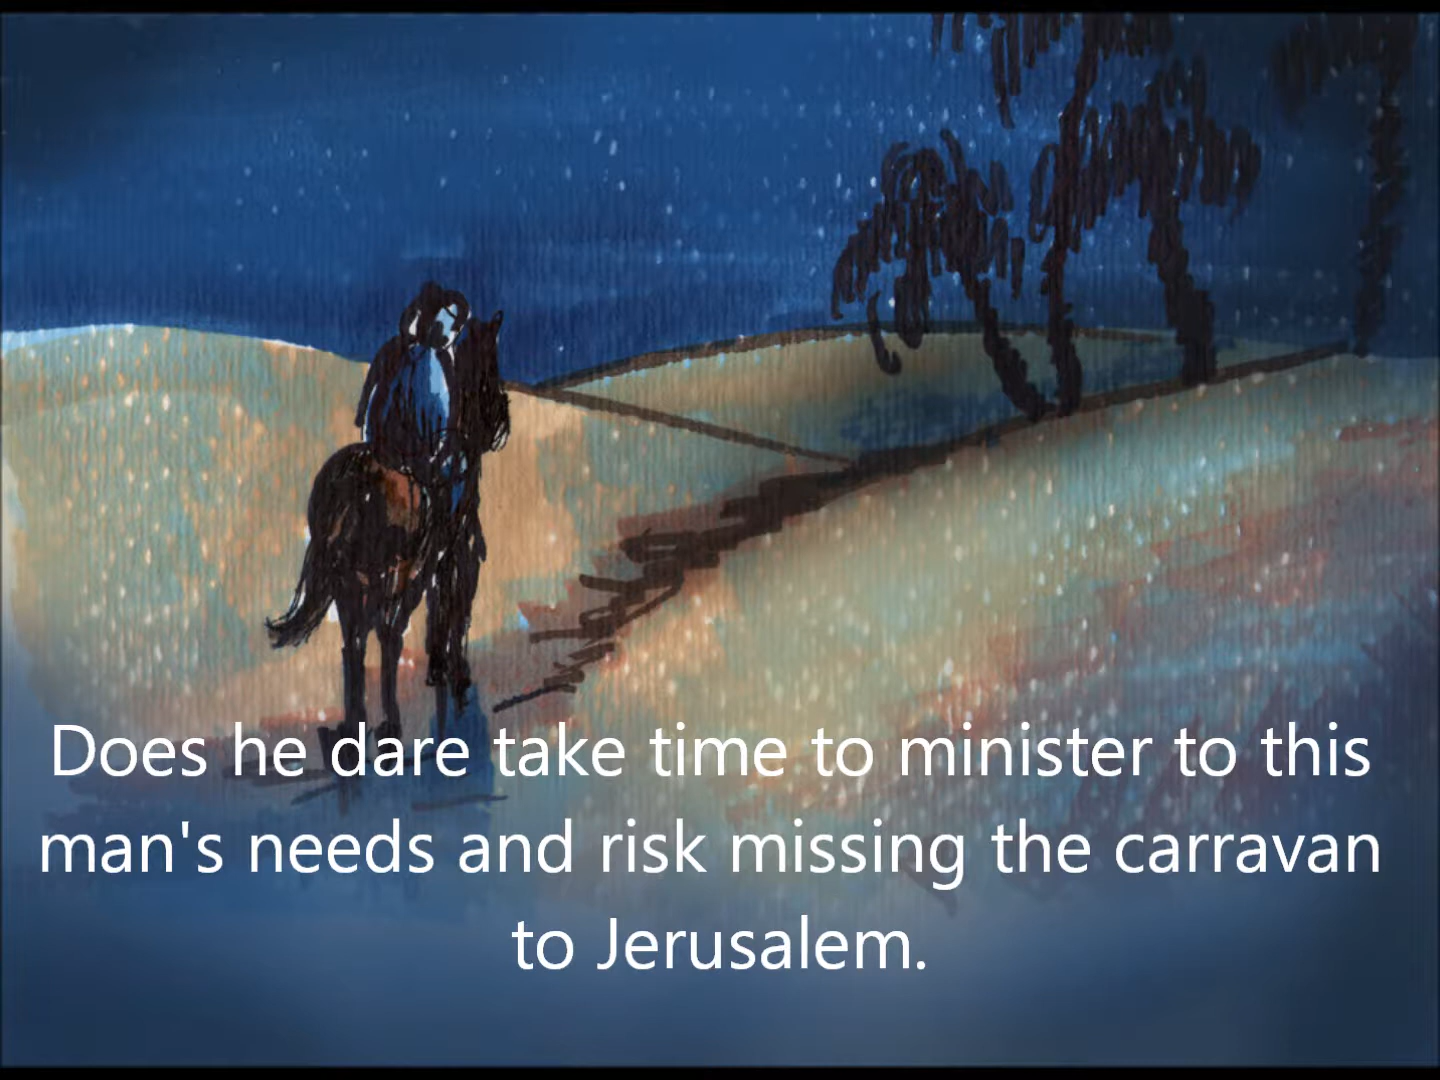 Does he dare take time to minister to this
man's needs and risk missing the carravan
to Jerusalem.